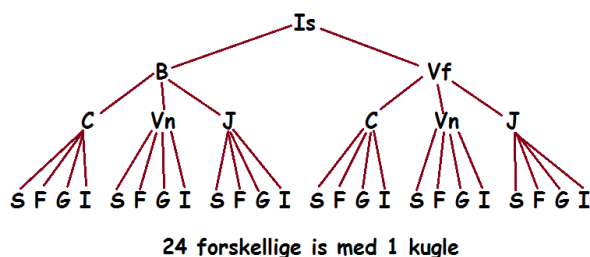 Is
B Vf
C Vn J C Vn J
S F G I S F G I S F G I S F G I S F G I S F G I
24 forskellige is med 1 kugle